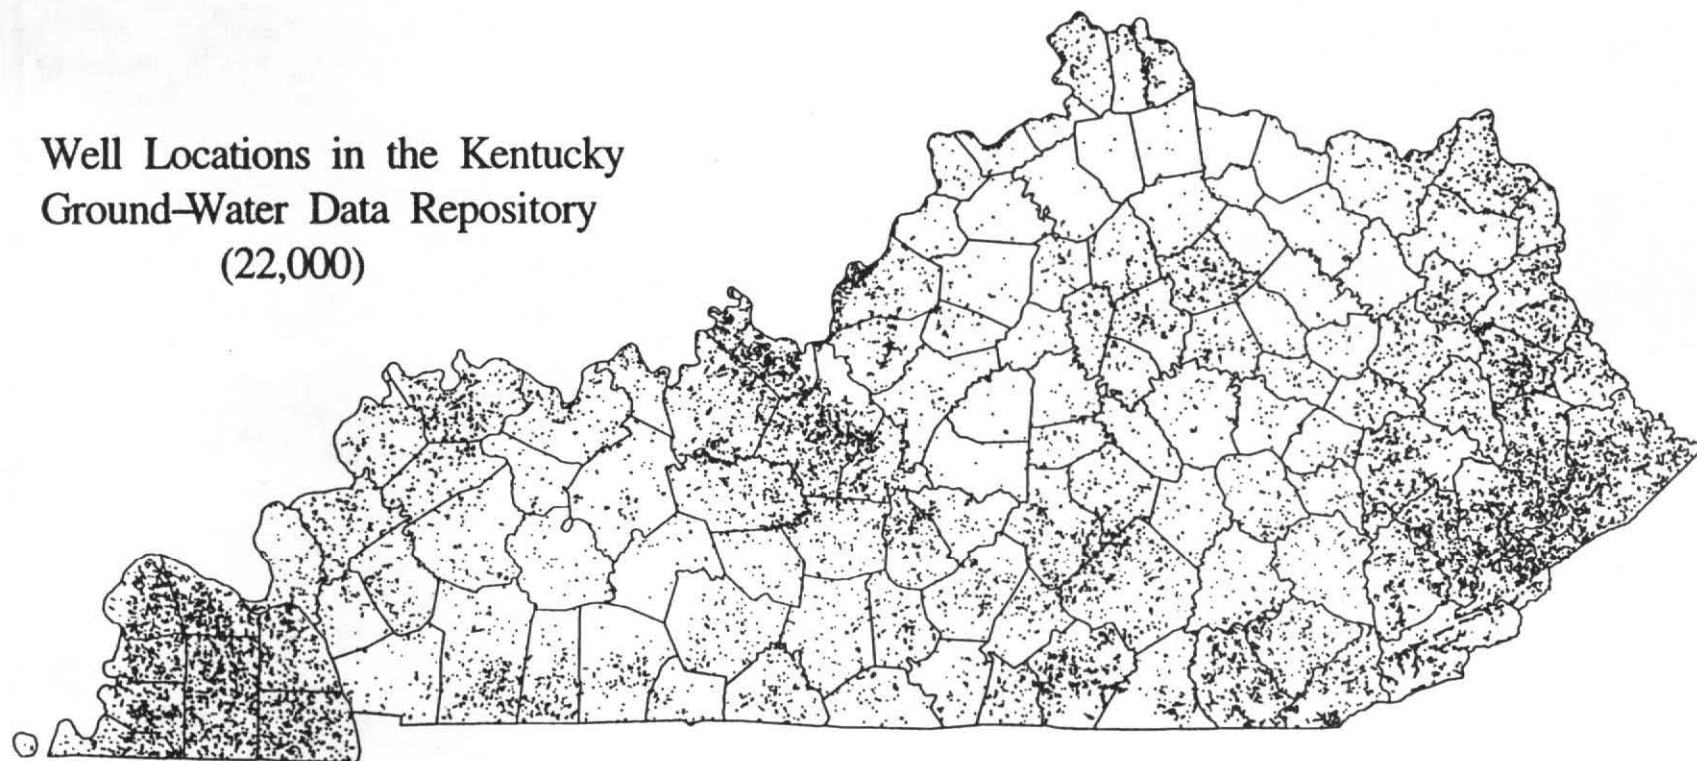 Well Locations in the Kentucky
Ground-Water Data Repository
(22,000)